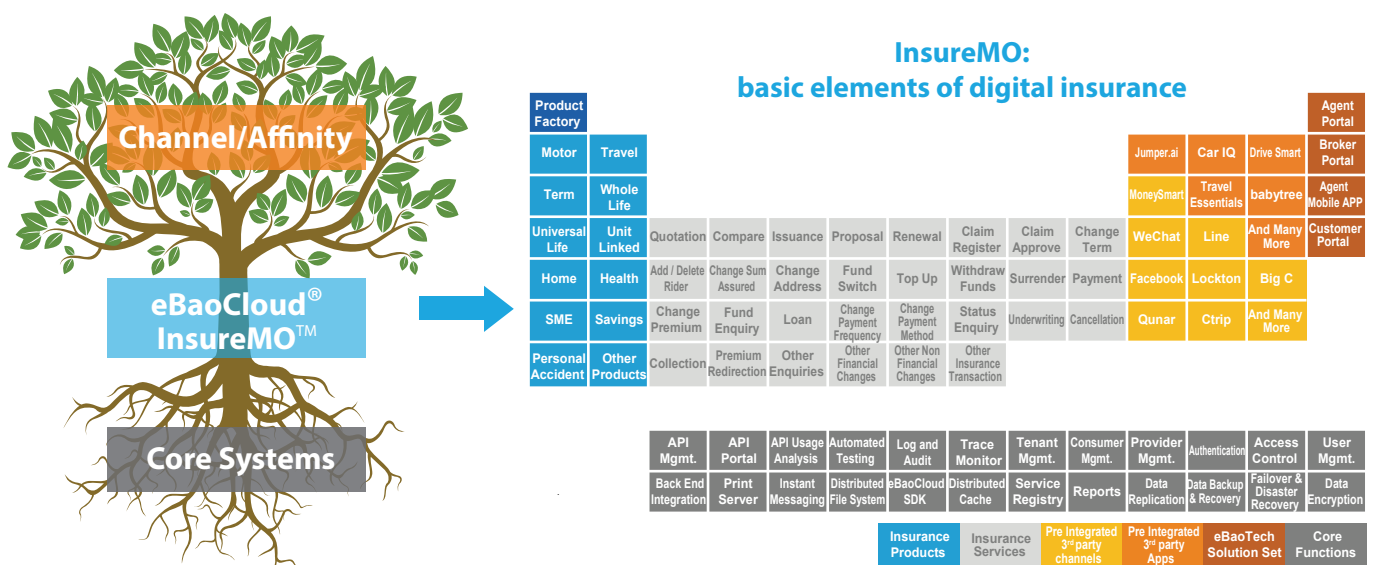 Channel/Affinity
eBaoCloud®
InsureMO™
Core Systems
InsureMO:
basic elements of digital insurance
Product
Factory
Agent
Portal
Motor
Travel
Jumper.ai
Car IQ
Drive Smart
Broker
Portal
Term
Whole
Life
MoneySmart
Travel
Essentials
babytree
Agent
Mobile APP
Universal
Life
Unit
Linked
Quotation
Compare
Issuance
Proposal
Renewal
Claim
Register
Claim
Approve
Change
Term
WeChat
Line
And Many
More
Customer
Portal
Home
Health
Add / Delete
Rider
Change Sum
Assured
Change
Address
Fund
Switch
Top Up
Withdraw
Funds
Surrender
Payment
Facebook
Lockton
Big C
SME
Savings
Change
Premium
Fund
Enquiry
Loan
Change
Payment
Frequency
Change
Payment
Method
Status
Enquiry
Underwriting
Cancellation
Qunar
Ctrip
And Many
More
Personal
Accident
Other
Products
Collection
Premium
Redirection
Other
Enquiries
Other
Financial
Changes
Other Non
Financial
Changes
Other
Insurance
Transaction
API
Mgmt.
API
Portal
API Usage
Analysis
Automated
Testing
Log and
Audit
Trace
Monitor
Tenant
Mgmt.
Consumer
Mgmt.
Provider
Mgmt.
Authentication
Access
Control
User
Mgmt.
Back End
Integration
Print
Server
Instant
Messaging
Distributed
File System
eBaoCloud
SDK
Distributed
Cache
Service
Registry
Reports
Data
Replication
Data Backup
& Recovery
Failover &
Disaster
Recovery
Data
Encryption
Insurance
Products
Insurance
Services
Pre Integrated
3rd party
channels
Pre Integrated
3rd party
Apps
eBaoTech
Solution Set
Core
Functions